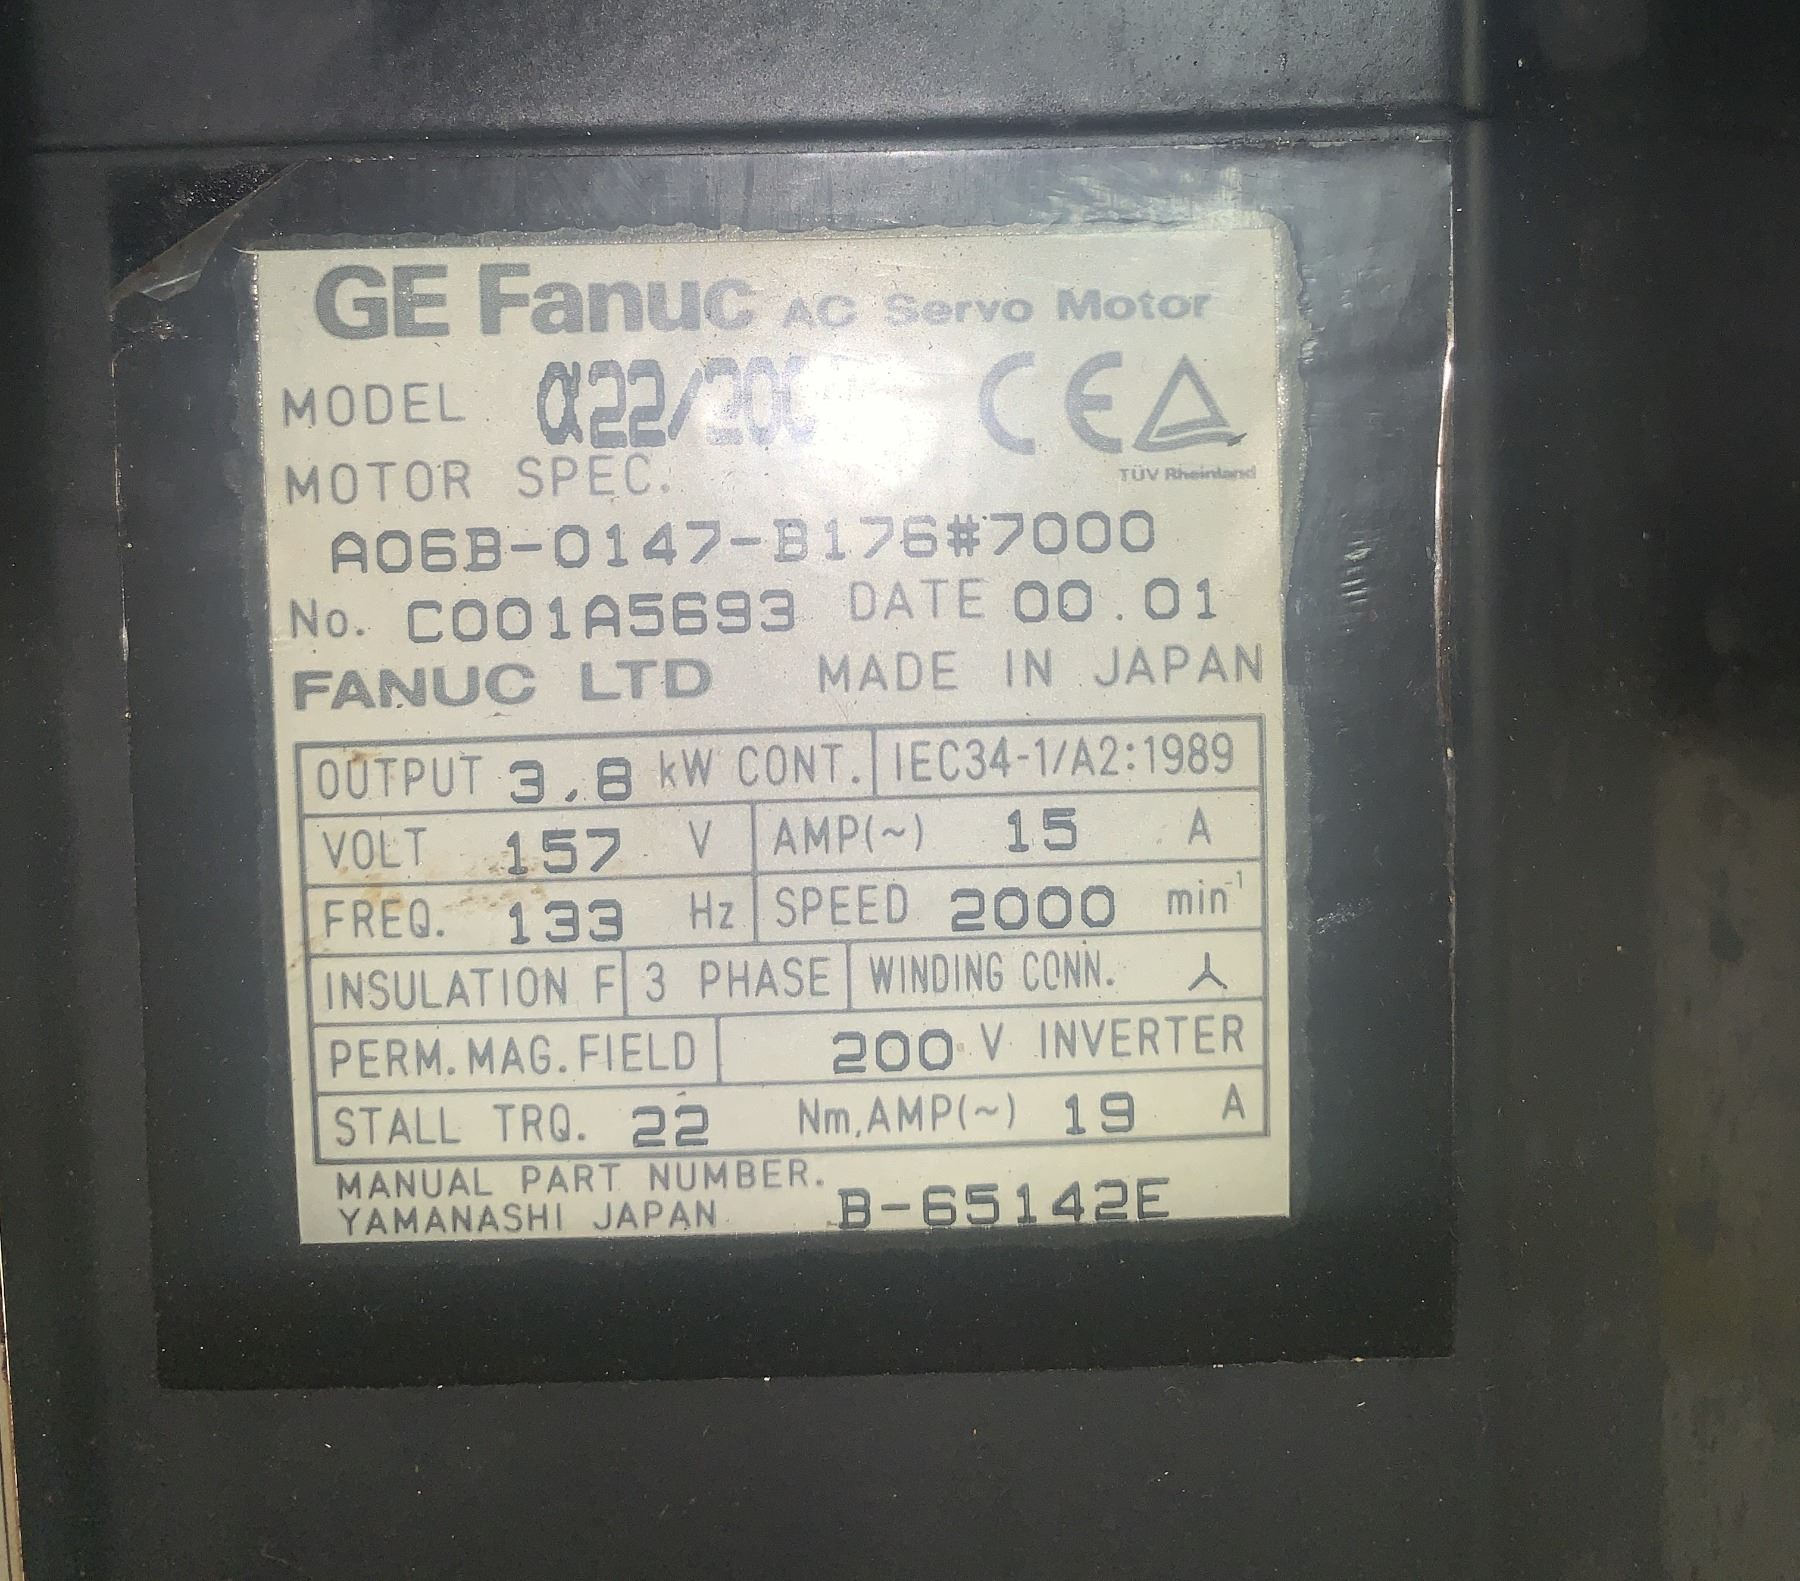 GE Fanuc AC Servo Motor
MODEL α22/200
CE
TÜV Rheinland
MOTOR SPEC.
A06B-0147-B176#7000
No. C001A5693 DATE 00.01
FANUC LTD MADE IN JAPAN
OUTPUT 3.8 kW CONT. IEC34-1/A2:1989
VOLT 157 V AMP(~) 15 A
FREQ. 133 Hz SPEED 2000 min⁻¹
INSULATION F 3 PHASE WINDING CONN.
PERM. MAG. FIELD 200 V INVERTER
STALL TRQ. 22 Nm, AMP(~) 19 A
MANUAL PART NUMBER.
YAMANASHI JAPAN B-65142E